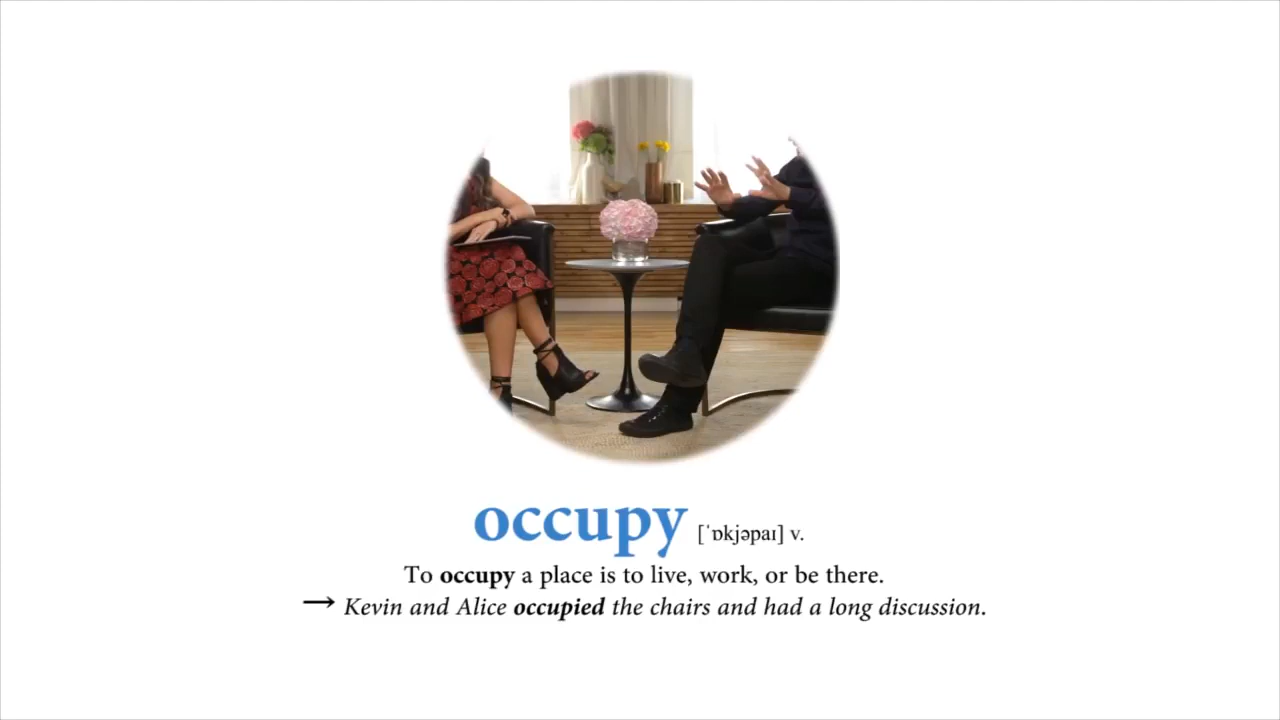 occupy [ˈɒkjəpaɪ] v.
To occupy a place is to live, work, or be there.
→ Kevin and Alice occupied the chairs and had a long discussion.